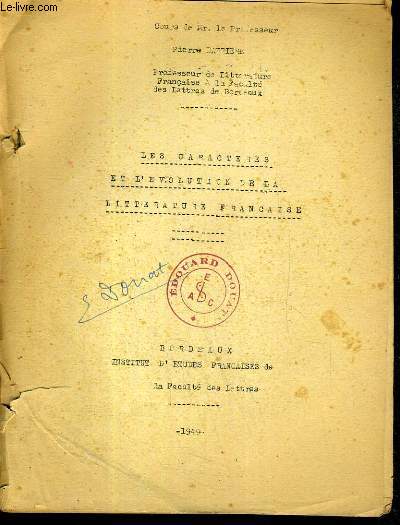 Le-livre.com
Cours de Mr. le Professeur
Pierre BARRIERE
Professeur de littérature
Française à la Faculté
des Lettres de Bordeaux
LES CARACTERES
ET L'EVOLUTION DE LA
LITTERATURE FRANCAISE
E Donat
EDOUARD DONAT
E
A D C
BORDEAUX
INSTITUT D'ETUDES FRANCAISES de
la Faculté des Lettres
-1949-